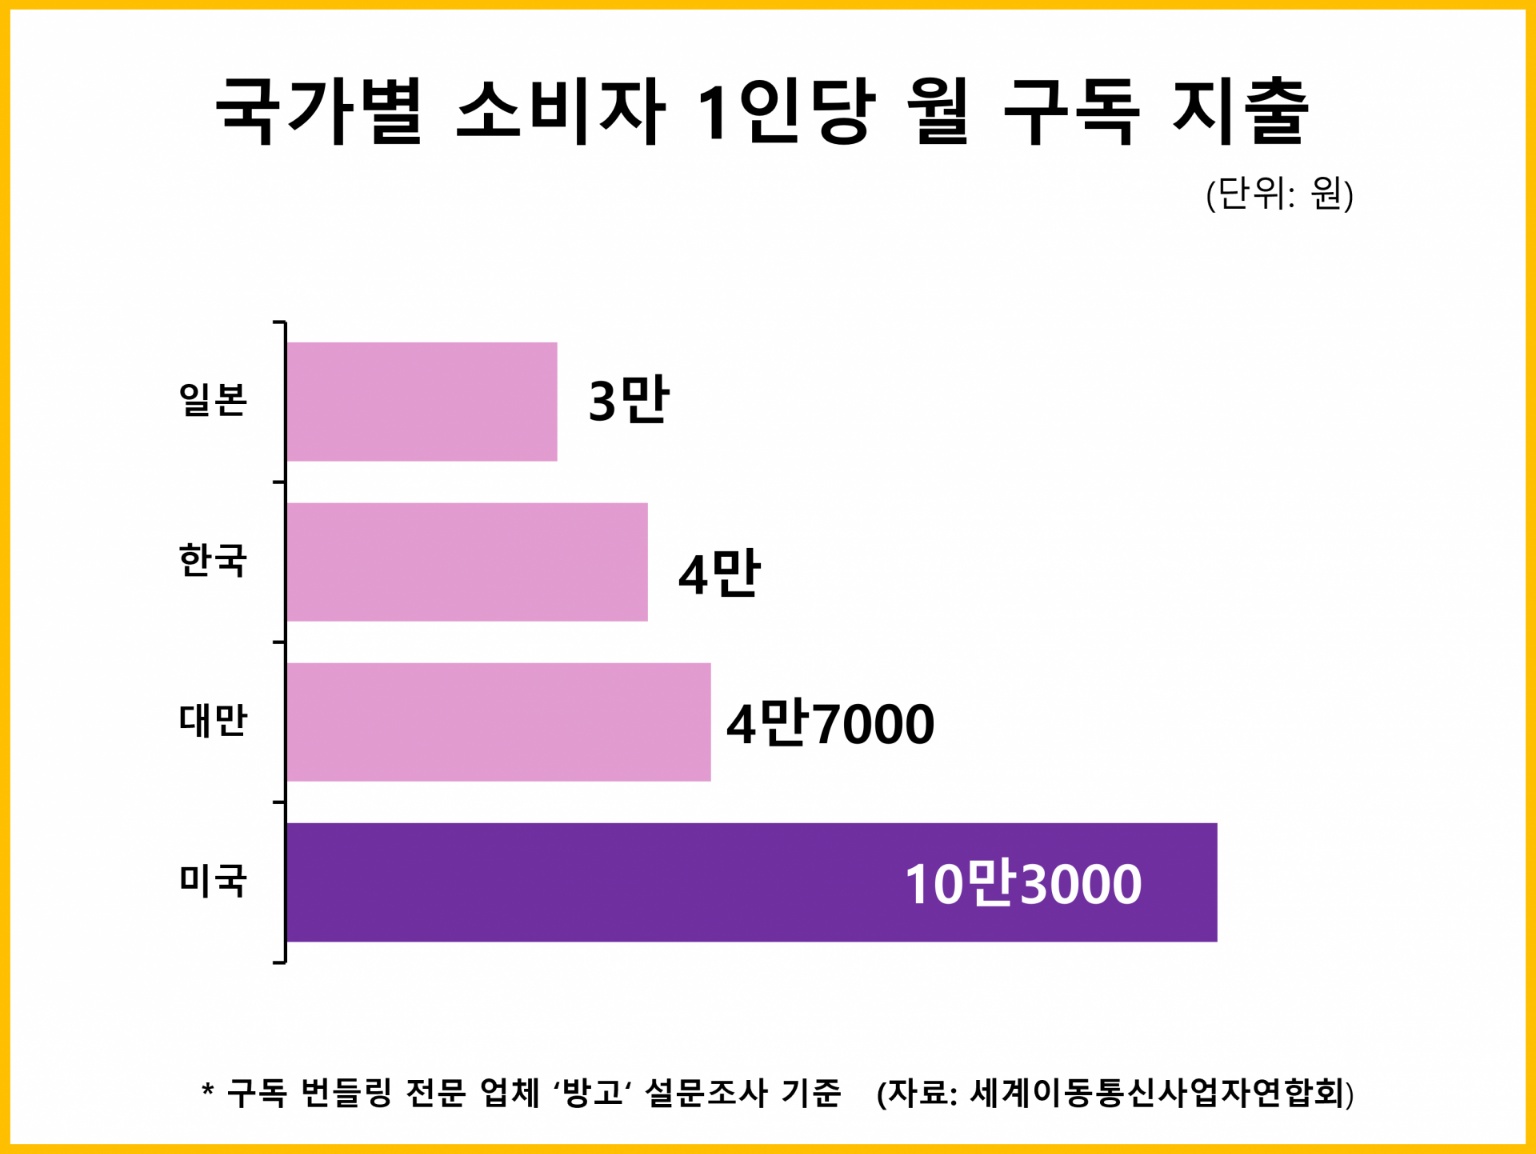 국가별 소비자 1인당 월 구독 지출
(단위: 원)
일본 3만
한국 4만
대만 4만7000
미국 10만3000
* 구독 번들링 전문 업체 ‘방고‘ 설문조사 기준 (자료: 세계이동통신사업자연합회)